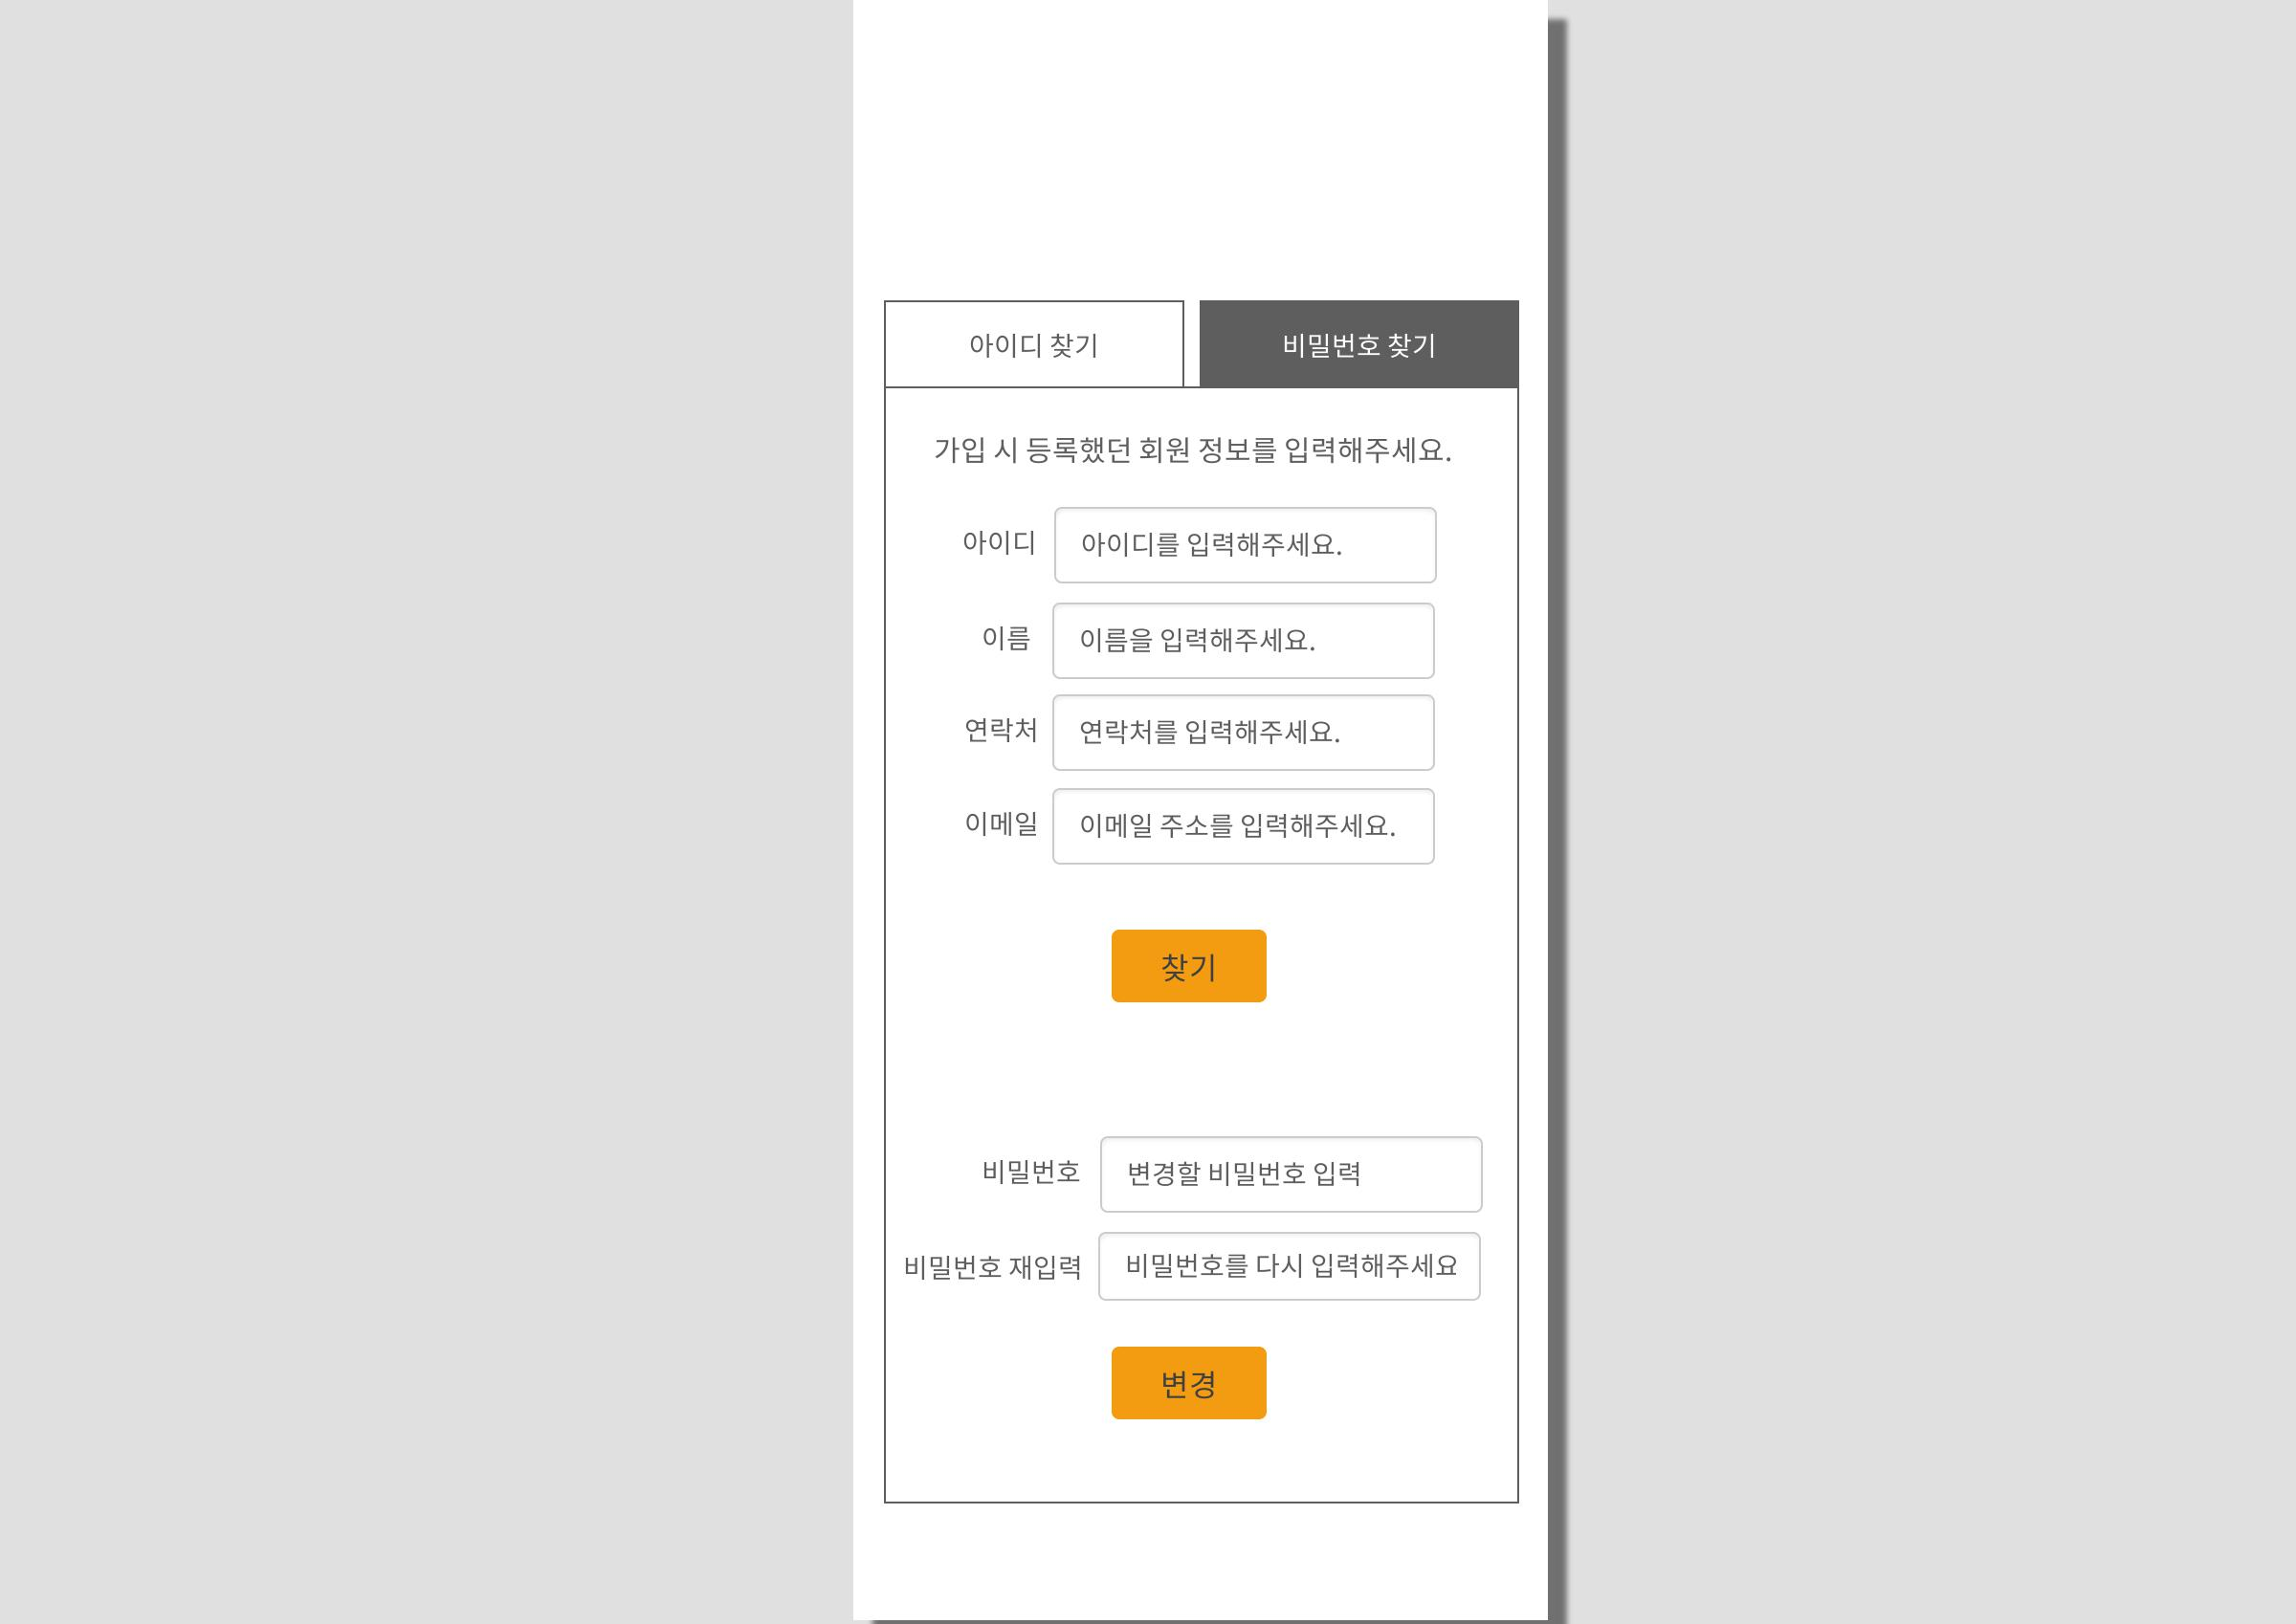 아이디 찾기
비밀번호 찾기
가입 시 등록했던 회원 정보를 입력해주세요.
아이디 아이디를 입력해주세요.
이름 이름을 입력해주세요.
연락처 연락처를 입력해주세요.
이메일 이메일 주소를 입력해주세요.
찾기
비밀번호 변경할 비밀번호 입력
비밀번호 재입력 비밀번호를 다시 입력해주세요
변경